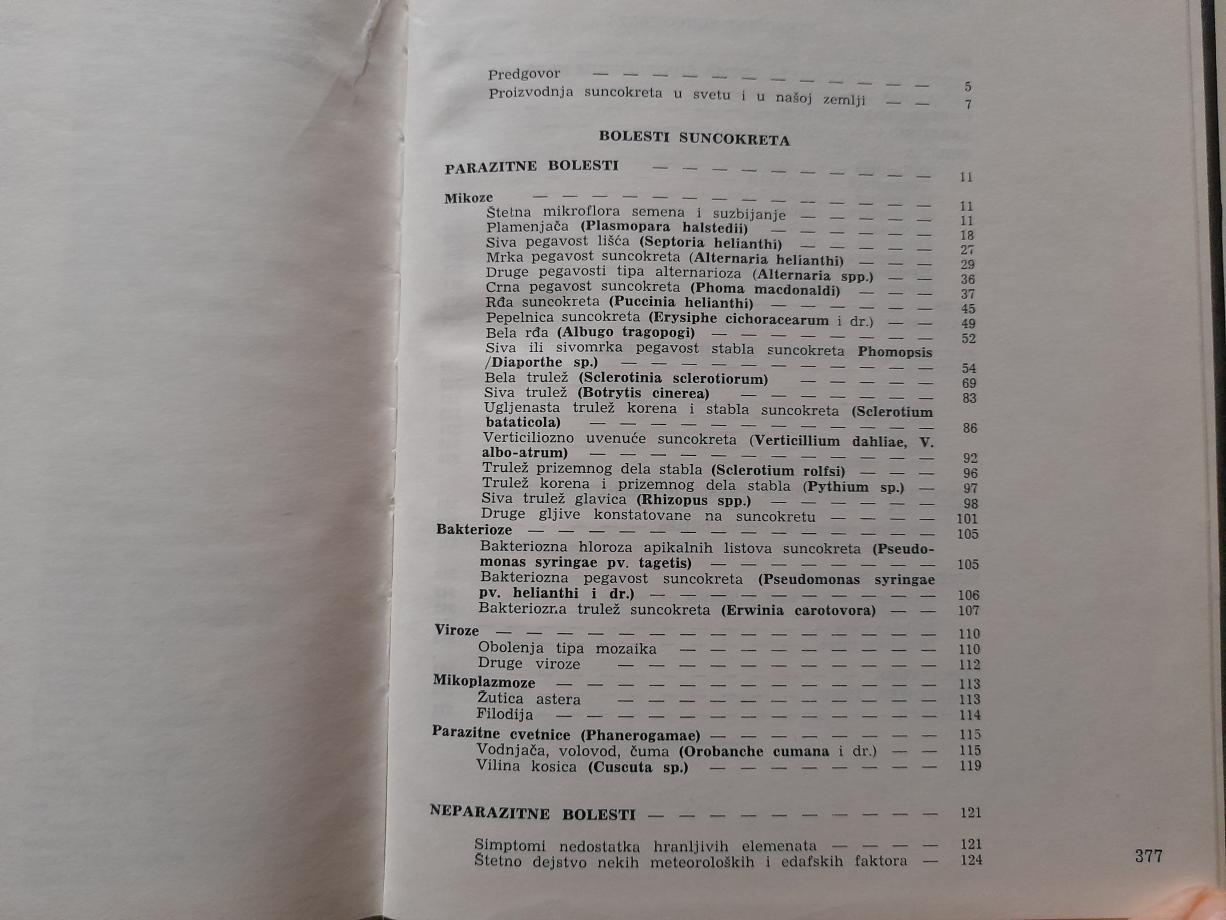 Predgovor — — — — — — — — — — — — 5
Proizvodnja suncokreta u svetu i u našoj zemlji — — 7
BOLESTI SUNCOKRETA
PARAZITNE BOLESTI — — — — — — — — — — 11
Mikoze — — — — — — — — — — — — — — 11
Štetna mikroflora semena i suzbijanje — — — — — 11
Plamenjača (Plasmopara halstedii) — — — — — — 18
Siva pegavost lišća (Septoria helianthi) — — — — — 27
Mrka pegavost suncokreta (Alternaria helianthi) — — — 29
Druge pegavosti tipa alternarioza (Alternaria spp.) — — 36
Crna pegavost suncokreta (Phoma macdonaldi) — — — 37
Rđa suncokreta (Puccinia helianthi) — — — — — — 45
Pepelnica suncokreta (Erysiphe cichoracearum i dr.) — — 49
Bela rđa (Albugo tragopogi) — — — — — — — — 52
Siva ili sivomrka pegavost stabla suncokreta Phomopsis
/Diaporthe sp.) — — — — — — — — — — — 54
Bela trulež (Sclerotinia sclerotiorum) — — — — — 69
Siva trulež (Botrytis cinerea) — — — — — — — 83
Ugljenasta trulež korena i stabla suncokreta (Sclerotium
bataticola) — — — — — — — — — — — — 86
Verticiliozno uvenuće suncokreta (Verticillium dahliae, V.
albo-atrum) — — — — — — — — — — — — 92
Trulež prizemnog dela stabla (Sclerotium rolfsi) — — — 96
Trulež korena i prizemnog dela stabla (Pythium sp.) — 97
Siva trulež glavica (Rhizopus spp.) — — — — — — 98
Druge gljive konstatovane na suncokretu — — — — 101
Bakterioze — — — — — — — — — — — — — — 105
Bakteriozna hloroza apikalnih listova suncokreta (Pseudo-
monas syringae pv. tagetis) — — — — — — — — 105
Bakteriozna pegavost suncokreta (Pseudomonas syringae
pv. helianthi i dr.) — — — — — — — — — — 106
Bakteriozna trulež suncokreta (Erwinia carotovora) — — 107
Viroze — — — — — — — — — — — — — — — 110
Obolenja tipa mozaika — — — — — — — — — 110
Druge viroze — — — — — — — — — — — 112
Mikoplazmoze — — — — — — — — — — — — — 113
Žutica astera — — — — — — — — — — — 113
Filodija — — — — — — — — — — — — — 114
Parazitne cvetnice (Phanerogamae) — — — — — — — — 115
Vodnjača, volovod, čuma (Orobanche cumana i dr.) — — 115
Vilina kosica (Cuscuta sp.) — — — — — — — — 119
NEPARAZITNE BOLESTI — — — — — — — — — — 121
Simptomi nedostatka hranljivih elemenata — — — — 121
Štetno dejstvo nekih meteoroloških i edafskih faktora — 124
377